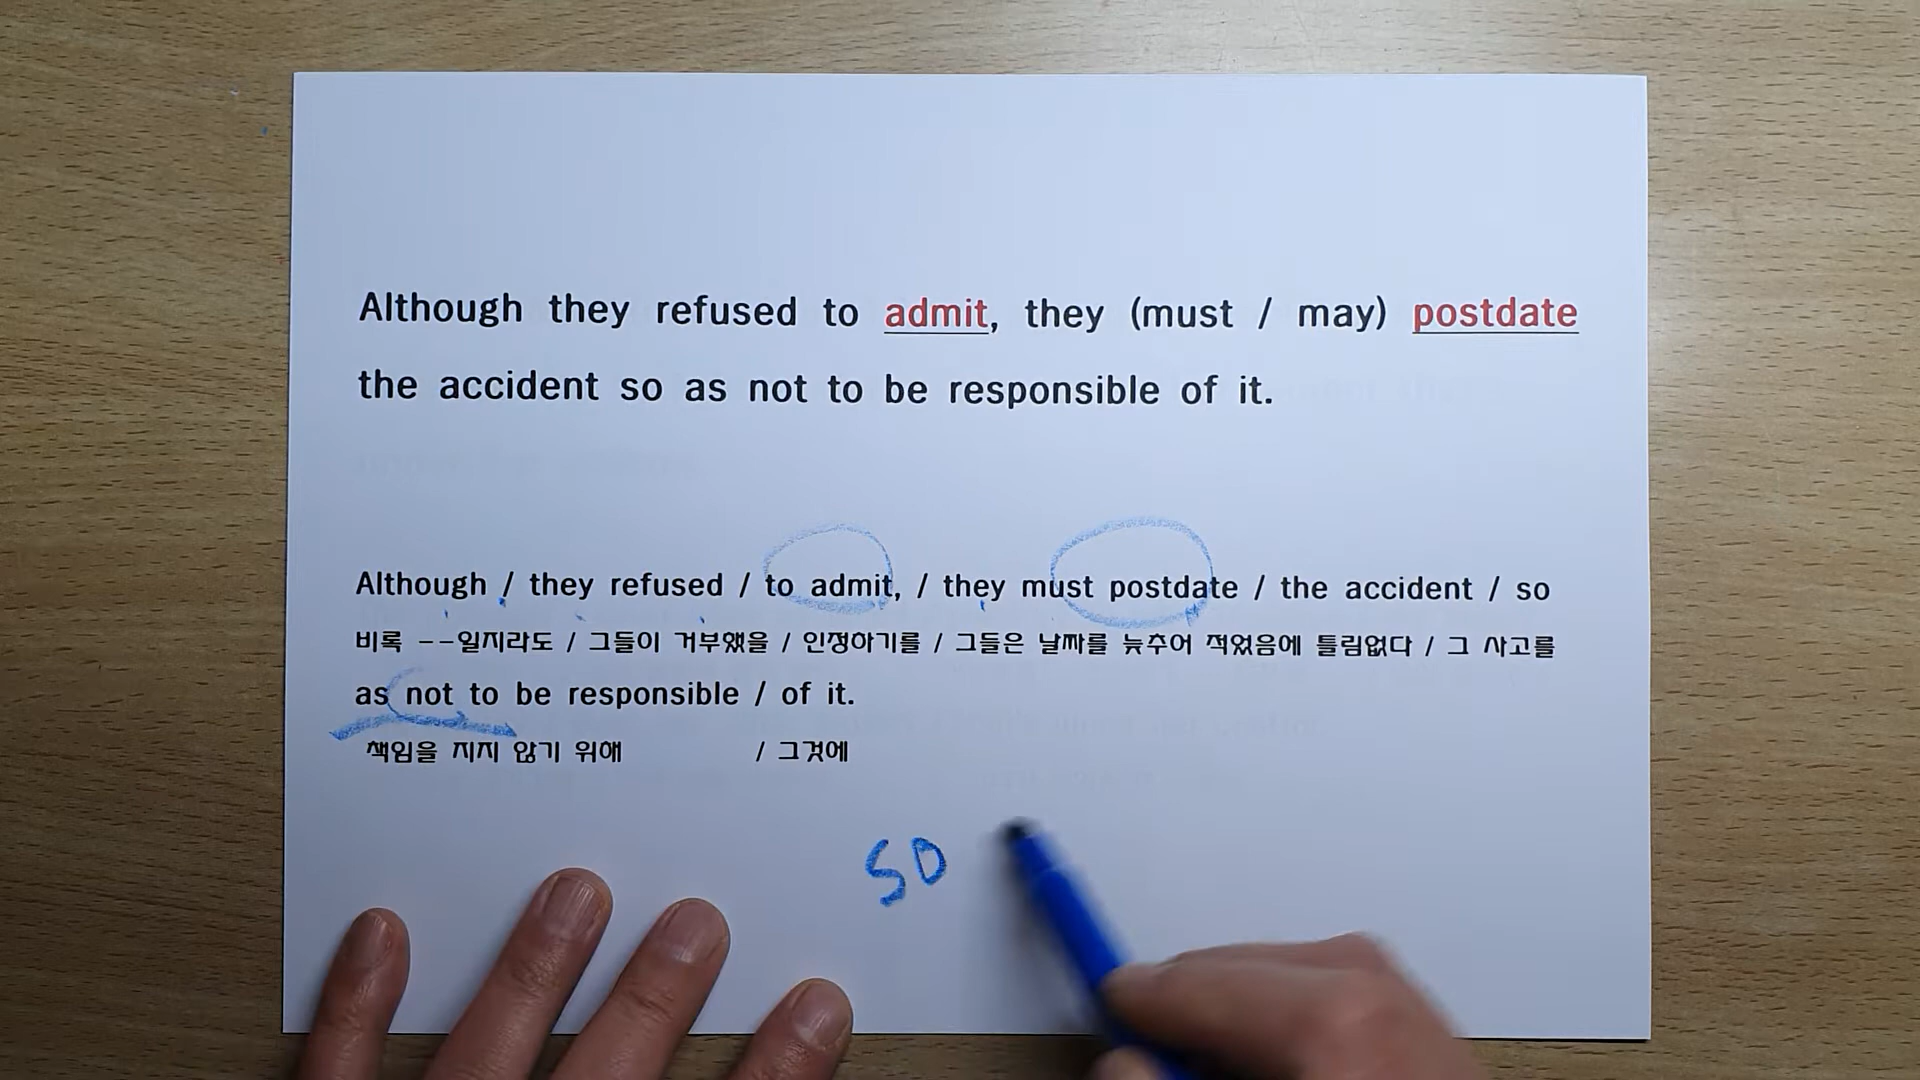 Although they refused to admit, they (must / may) postdate
the accident so as not to be responsible of it.
Although / they refused / to admit, / they must postdate / the accident / so
비록 --일지라도 / 그들이 거부했을 / 인정하기를 / 그들은 날짜를 늦추어 적었음에 틀림없다 / 그 사고를
as not to be responsible / of it.
책임을 지지 않기 위해 / 그것에
so